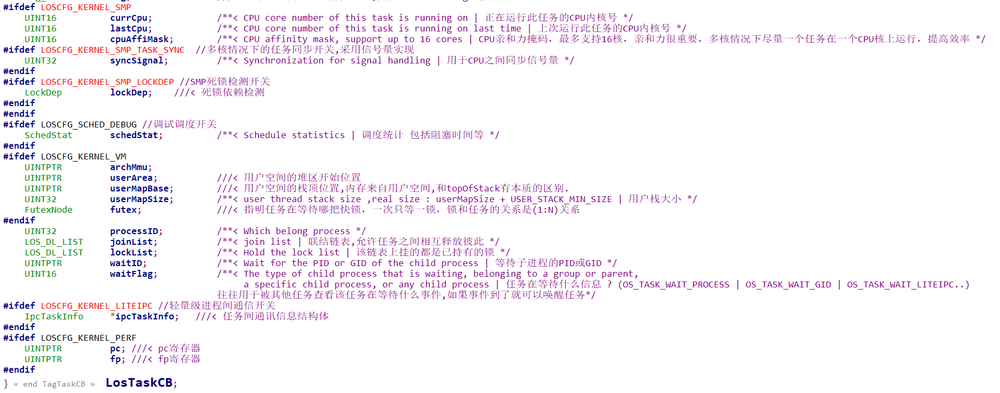 #ifdef LOSCFG_KERNEL_SMP
    UINT16          currCpu;            /**< CPU core number of this task is running on | 正在运行此任务的CPU内核号 */
    UINT16          lastCpu;            /**< CPU core number of this task is running on last time | 上次运行此任务的CPU内核号 */
    UINT16          cpuAffiMask;        /**< CPU affinity mask, support up to 16 cores | CPU亲和力掩码，最多支持16核，亲和力很重要，多核情况下尽量一个任务在一个CPU核上运行，提高效率 */
#ifdef LOSCFG_KERNEL_SMP_TASK_SYNC  //多核情况下的任务同步开关,采用信号量实现
    UINT32          syncSignal;         /**< Synchronization for signal handling | 用于CPU之间同步信号量 */
#endif
#ifdef LOSCFG_KERNEL_SMP_LOCKDEP //SMP死锁检测开关
    LockDep         lockDep;    ///< 死锁依赖检测
#endif
#endif
#ifdef LOSCFG_SCHED_DEBUG //调试调度开关
    SchedStat       schedStat;          /**< Schedule statistics | 调度统计 包括阻塞时间等 */
#endif
#ifdef LOSCFG_KERNEL_VM
    UINTPTR         archMmu;
    UINTPTR         userArea;           ///< 用户空间的堆区开始位置
    UINTPTR         userMapBase;        ///< 用户空间的栈顶位置,内存来自用户空间,和topOfStack有本质的区别.
    UINT32          userMapSize;        /**< user thread stack size ,real size : userMapSize + USER_STACK_MIN_SIZE | 用户栈大小 */
    FutexNode       futex;              ///< 指明任务在等待哪把快锁，一次只等一锁，锁和任务的关系是(1:N)关系
#endif
    UINT32          processID;          /**< Which belong process */
    LOS_DL_LIST     joinList;           /**< join list | 联结链表,允许任务之间相互释放彼此 */
    LOS_DL_LIST     lockList;           /**< Hold the lock list | 该链表上挂的都是已持有的锁 */
    UINTPTR         waitID;             /**< Wait for the PID or GID of the child process | 等待子进程的PID或GID */
    UINT16          waitFlag;           /**< The type of child process that is waiting, belonging to a group or parent,
                                             a specific child process, or any child process | 任务在等待什么信息 ? (OS_TASK_WAIT_PROCESS | OS_TASK_WAIT_GID | OS_TASK_WAIT_LITEIPC..)
                                        往往用于被其他任务查看该任务在等待什么事件,如果事件到了就可以唤醒任务*/
#ifdef LOSCFG_KERNEL_LITEIPC //轻量级进程间通信开关
    IpcTaskInfo     *ipcTaskInfo;   ///< 任务间通讯信息结构体
#endif
#ifdef LOSCFG_KERNEL_PERF
    UINTPTR         pc; ///< pc寄存器
    UINTPTR         fp; ///< fp寄存器
#endif
} « end TagTaskCB »  LosTaskCB;